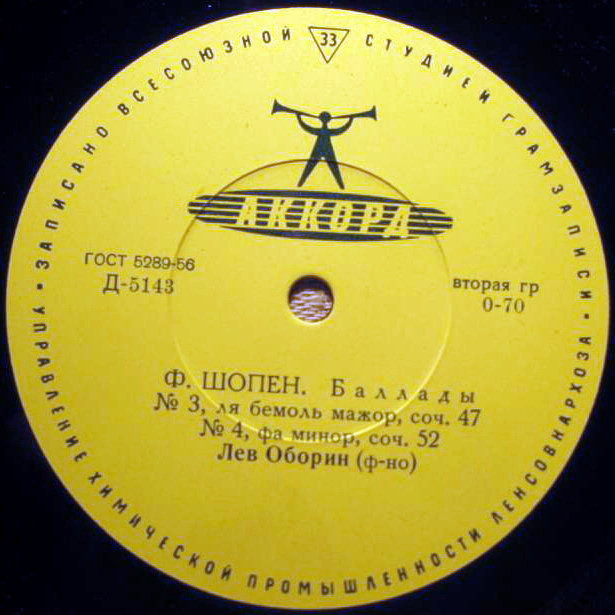 ЗАПИСАНО ВСЕСОЮЗНОЙ 33 СТУДИЕЙ ГРАМЗАПИСИ
АККОРД
ГОСТ 5289-56
Д-5143
вторая гр
0-70
Ф. ШОПЕН. Баллады
№ 3, ля бемоль мажор, соч. 47
№ 4, фа минор, соч. 52
Лев Оборин (ф-но)
• УПРАВЛЕНИЕ ХИМИЧЕСКОЙ ПРОМЫШЛЕННОСТИ ЛЕНСОВНАРХОЗА •